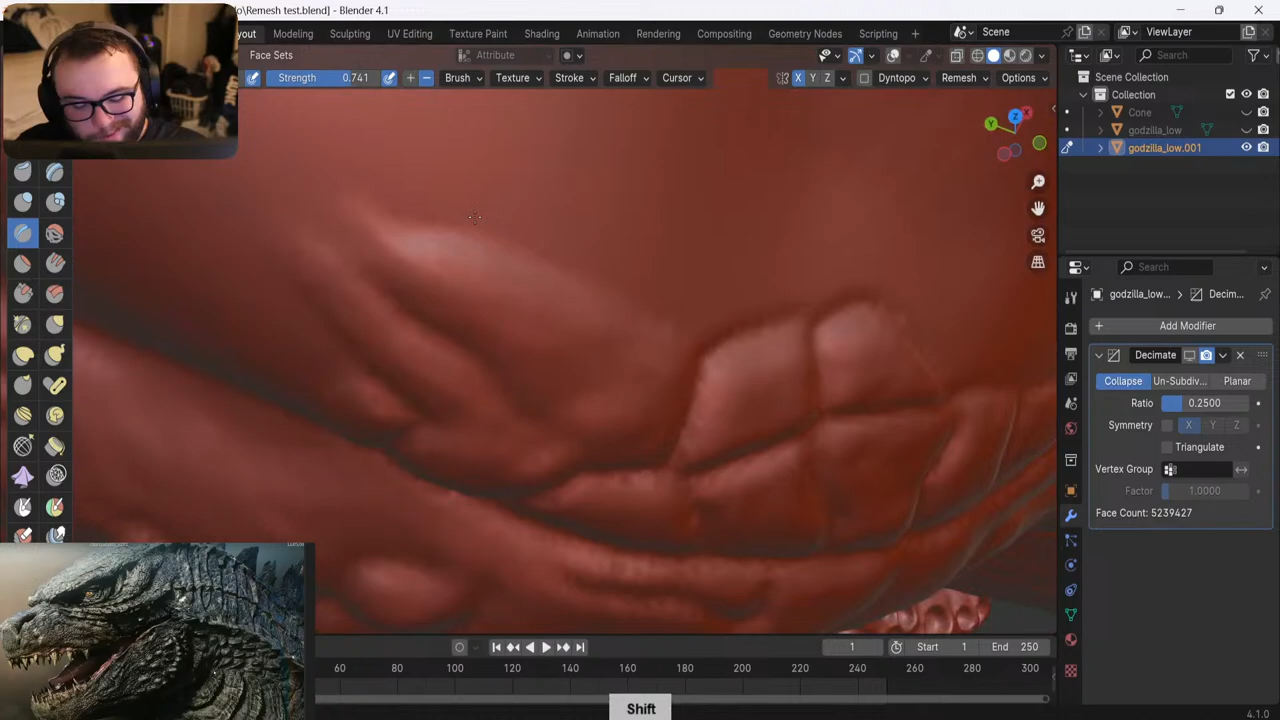 lo\Remesh test.blend] - Blender 4.1
out Modeling Sculpting UV Editing Texture Paint Shading Animation Rendering Compositing Geometry Nodes Scripting Scene ViewLayer
Face Sets Attribute Search
Strength 0.741 Brush Texture Stroke Falloff Cursor X Y Z Dyntopo Remesh Options
Scene Collection
Collection
Cone
godzilla_low
godzilla_low.001
X
Y
Z
Search
godzilla_low... > Decim...
Add Modifier
Decimate
Collapse Un-Subdiv... Planar
Ratio 0.2500
Symmetry X Y Z
Triangulate
Vertex Group
Factor 1.0000
Face Count: 5239427
1 Start 1 End 250
60 80 100 120 140 160 180 200 220 240 260 280 300
Shift
4.1.0